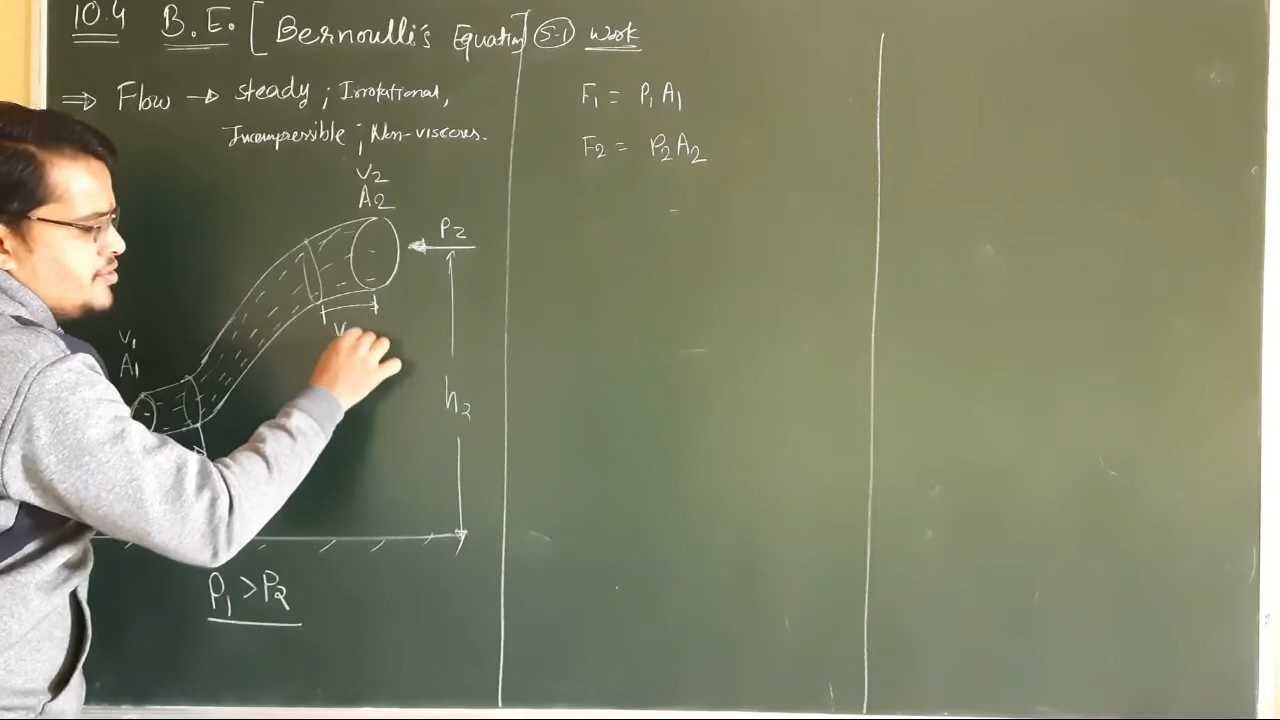 10.4 B.E. [Bernoulli's Equation]
⇒ Flow → steady ; Irrotational,
Incompressible ; Non-viscous.
V2
A2
P2
V1
A1
V
h2
P1 > P2
S-1 Work
F1 = P1 A1
F2 = P2 A2
=